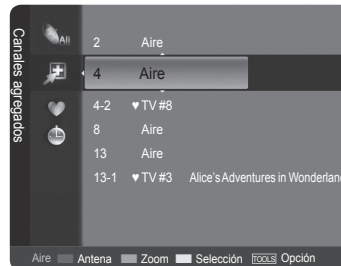 Canales agregados
All
2 Aire
4 Aire
4-2 ♥ TV #8
8 Aire
13 Aire
13-1 ♥ TV #3 Alice's Adventures in Wonderlan
Aire Antena Zoom Selección TOOLS Opción